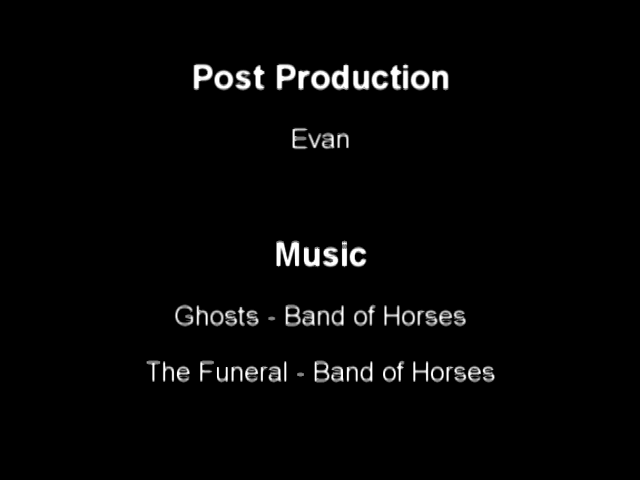 Post Production
Evan
Music
Ghosts - Band of Horses
The Funeral - Band of Horses